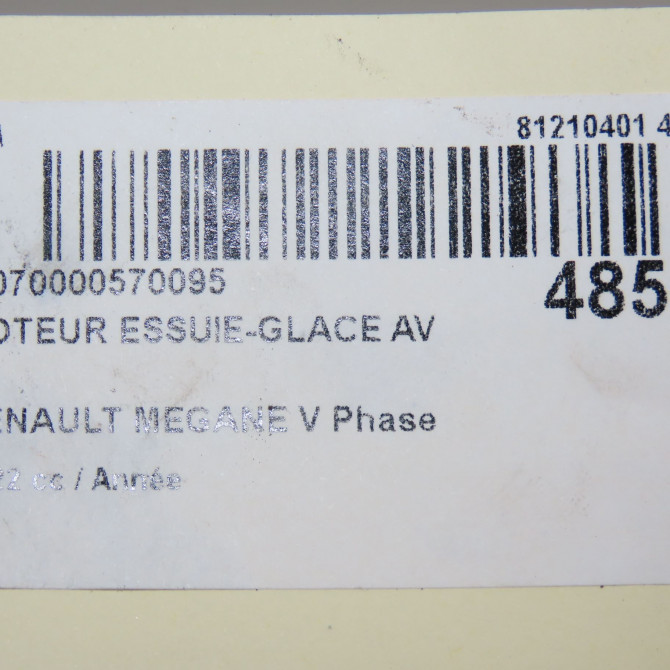 81210401 4
070000570095
485
OTEUR ESSUIE-GLACE AV
ENAULT MEGANE V Phase
22 cc / Année